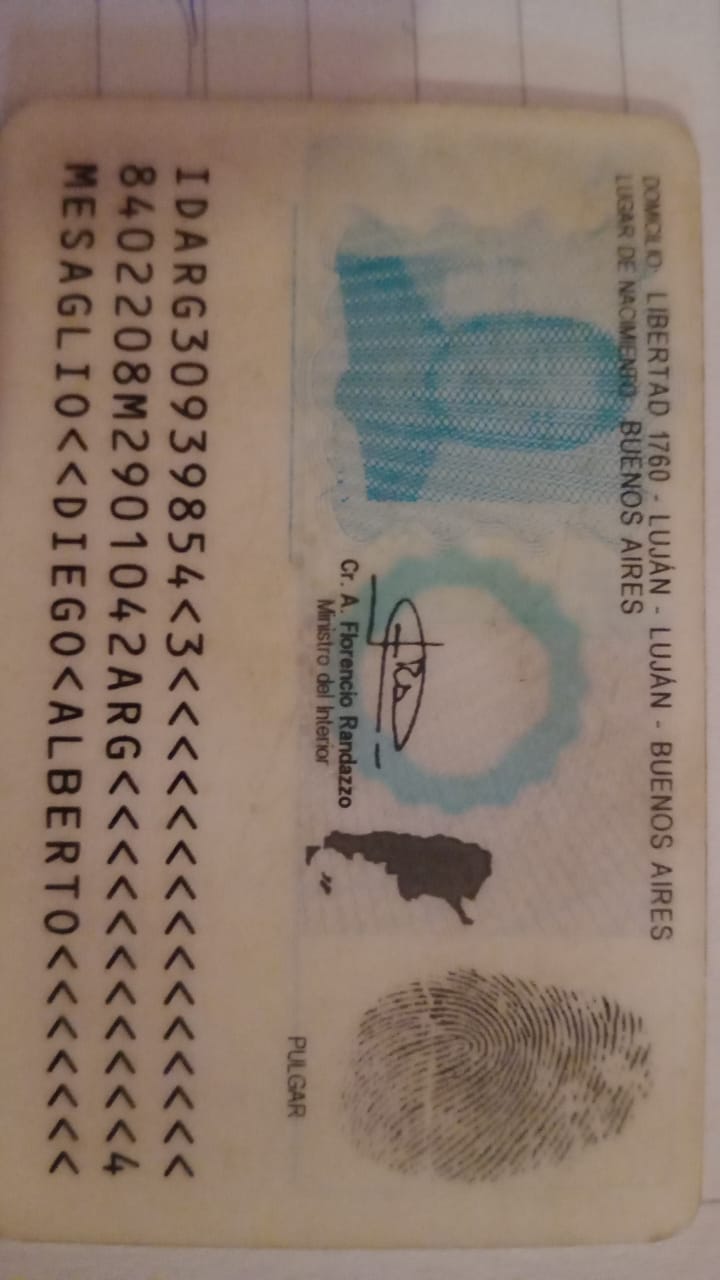 DOMICILIO: LIBERTAD 1760 - LUJÁN - LUJÁN - BUENOS AIRES
LUGAR DE NACIMIENTO: BUENOS AIRES
Cr. A. Florencio Randazzo
Ministro del Interior
PULGAR
IDARG30939854<3<<<<<<<<<<<<<<<
8402208M2901042ARG<<<<<<<<<<<4
MESAGLIO<<DIEGO<ALBERTO<<<<<<<